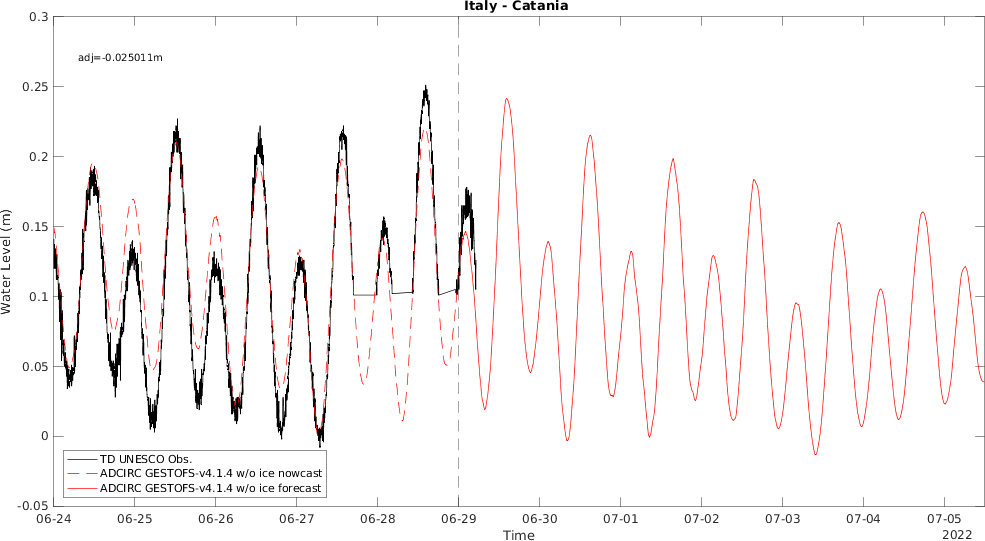 Italy - Catania
adj=-0.025011m
0.3
0.25
0.2
0.15
0.1
0.05
0
-0.05
Water Level (m)
TD UNESCO Obs.
ADCIRC GESTOFS-v4.1.4 w/o ice nowcast
ADCIRC GESTOFS-v4.1.4 w/o ice forecast
06-24 06-25 06-26 06-27 06-28 06-29 06-30 07-01 07-02 07-03 07-04 07-05
Time
2022